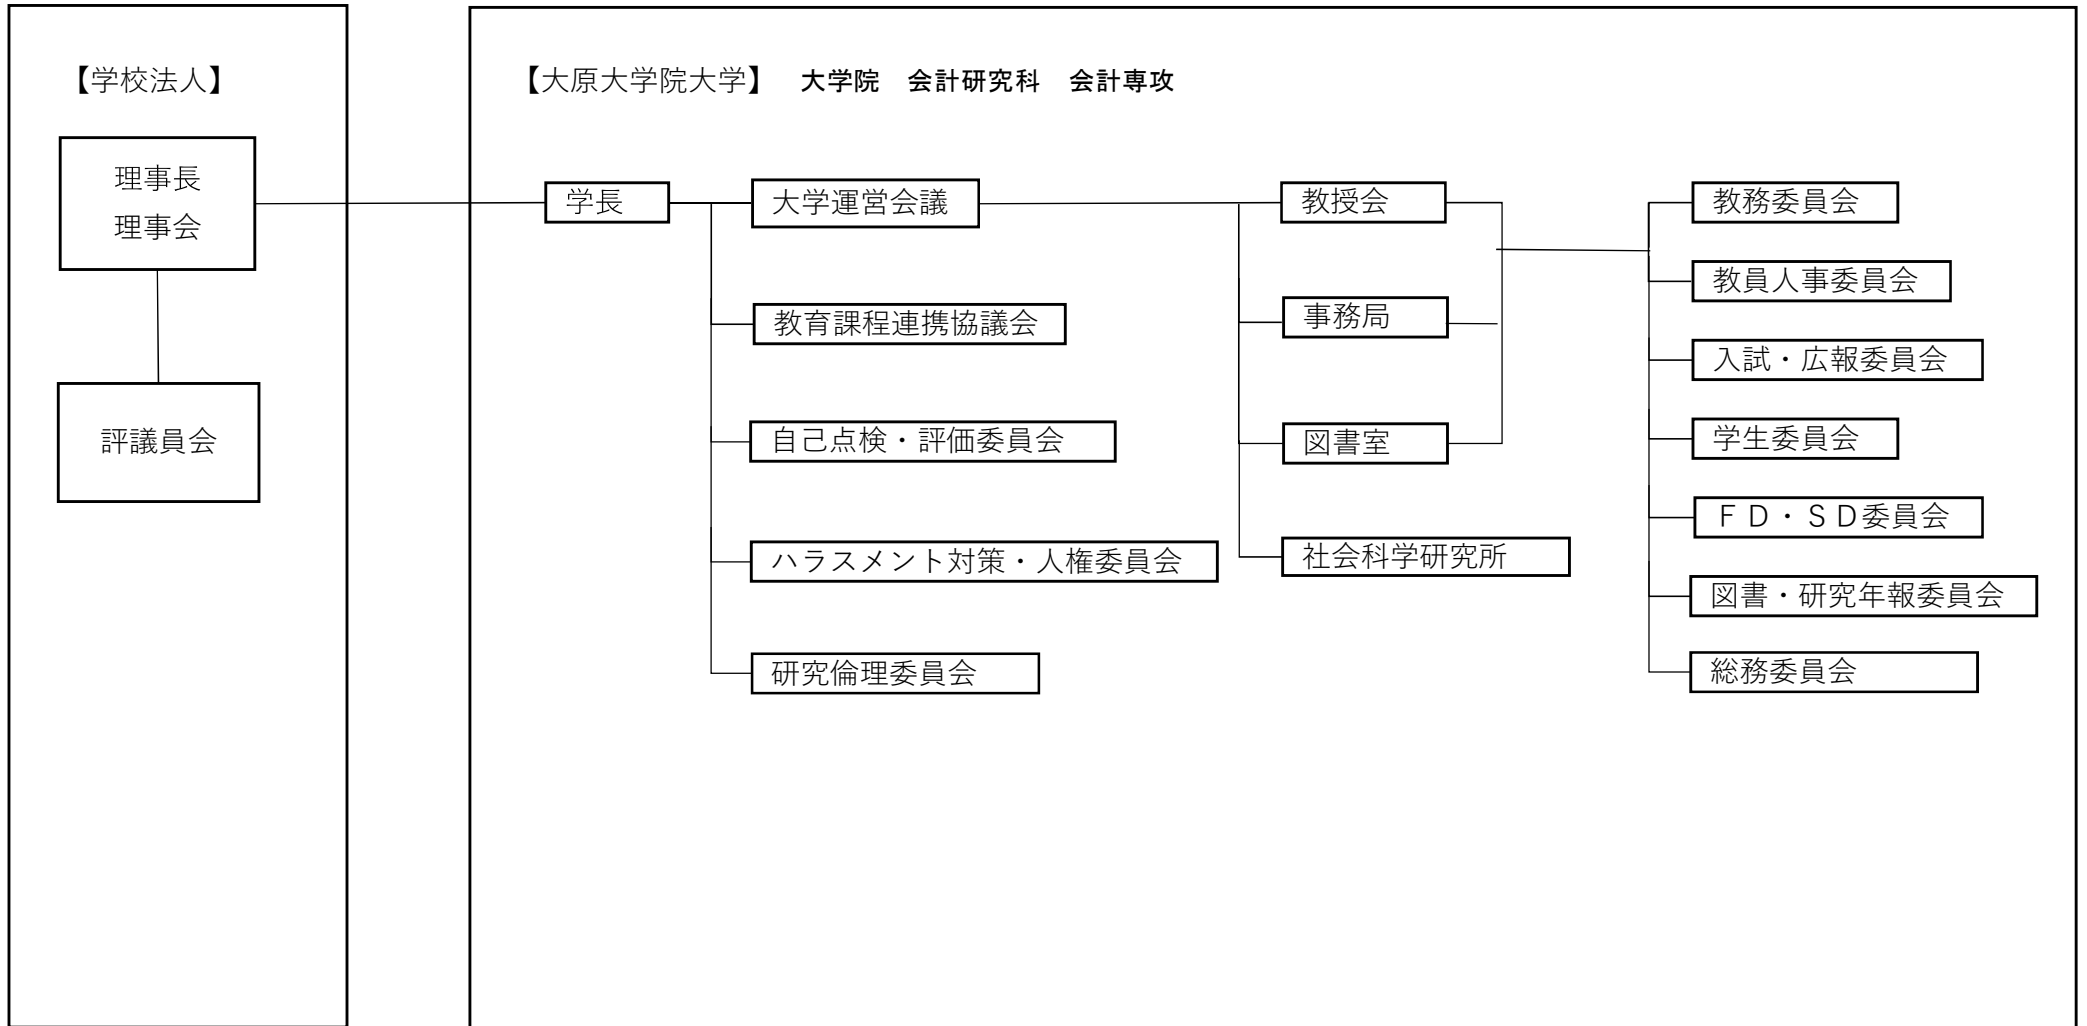 【学校法人】
理事長
理事会
評議員会
【大原大学院大学】 大学院 会計研究科 会計専攻
学長
大学運営会議
教育課程連携協議会
自己点検・評価委員会
ハラスメント対策・人権委員会
研究倫理委員会
教授会
事務局
図書室
社会科学研究所
教務委員会
教員人事委員会
入試・広報委員会
学生委員会
ＦＤ・ＳＤ委員会
図書・研究年報委員会
総務委員会